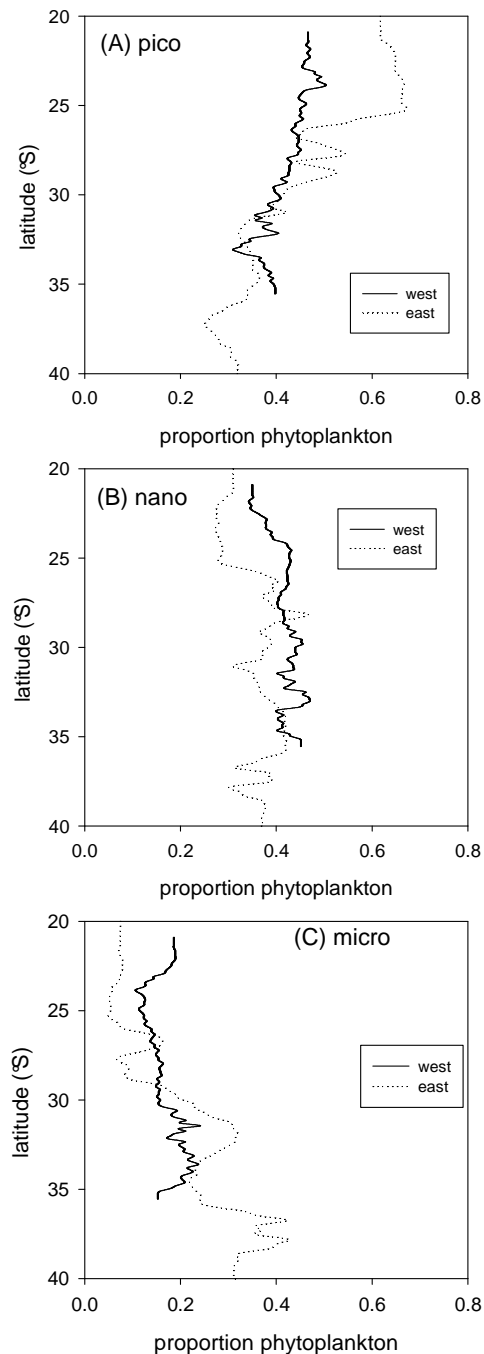 (A) pico
20
25
30
35
40
latitude (°S)
west
east
0.0 0.2 0.4 0.6 0.8
proportion phytoplankton
(B) nano
20
25
30
35
40
latitude (°S)
west
east
0.0 0.2 0.4 0.6 0.8
proportion phytoplankton
(C) micro
20
25
30
35
40
latitude (°S)
west
east
0.0 0.2 0.4 0.6 0.8
proportion phytoplankton